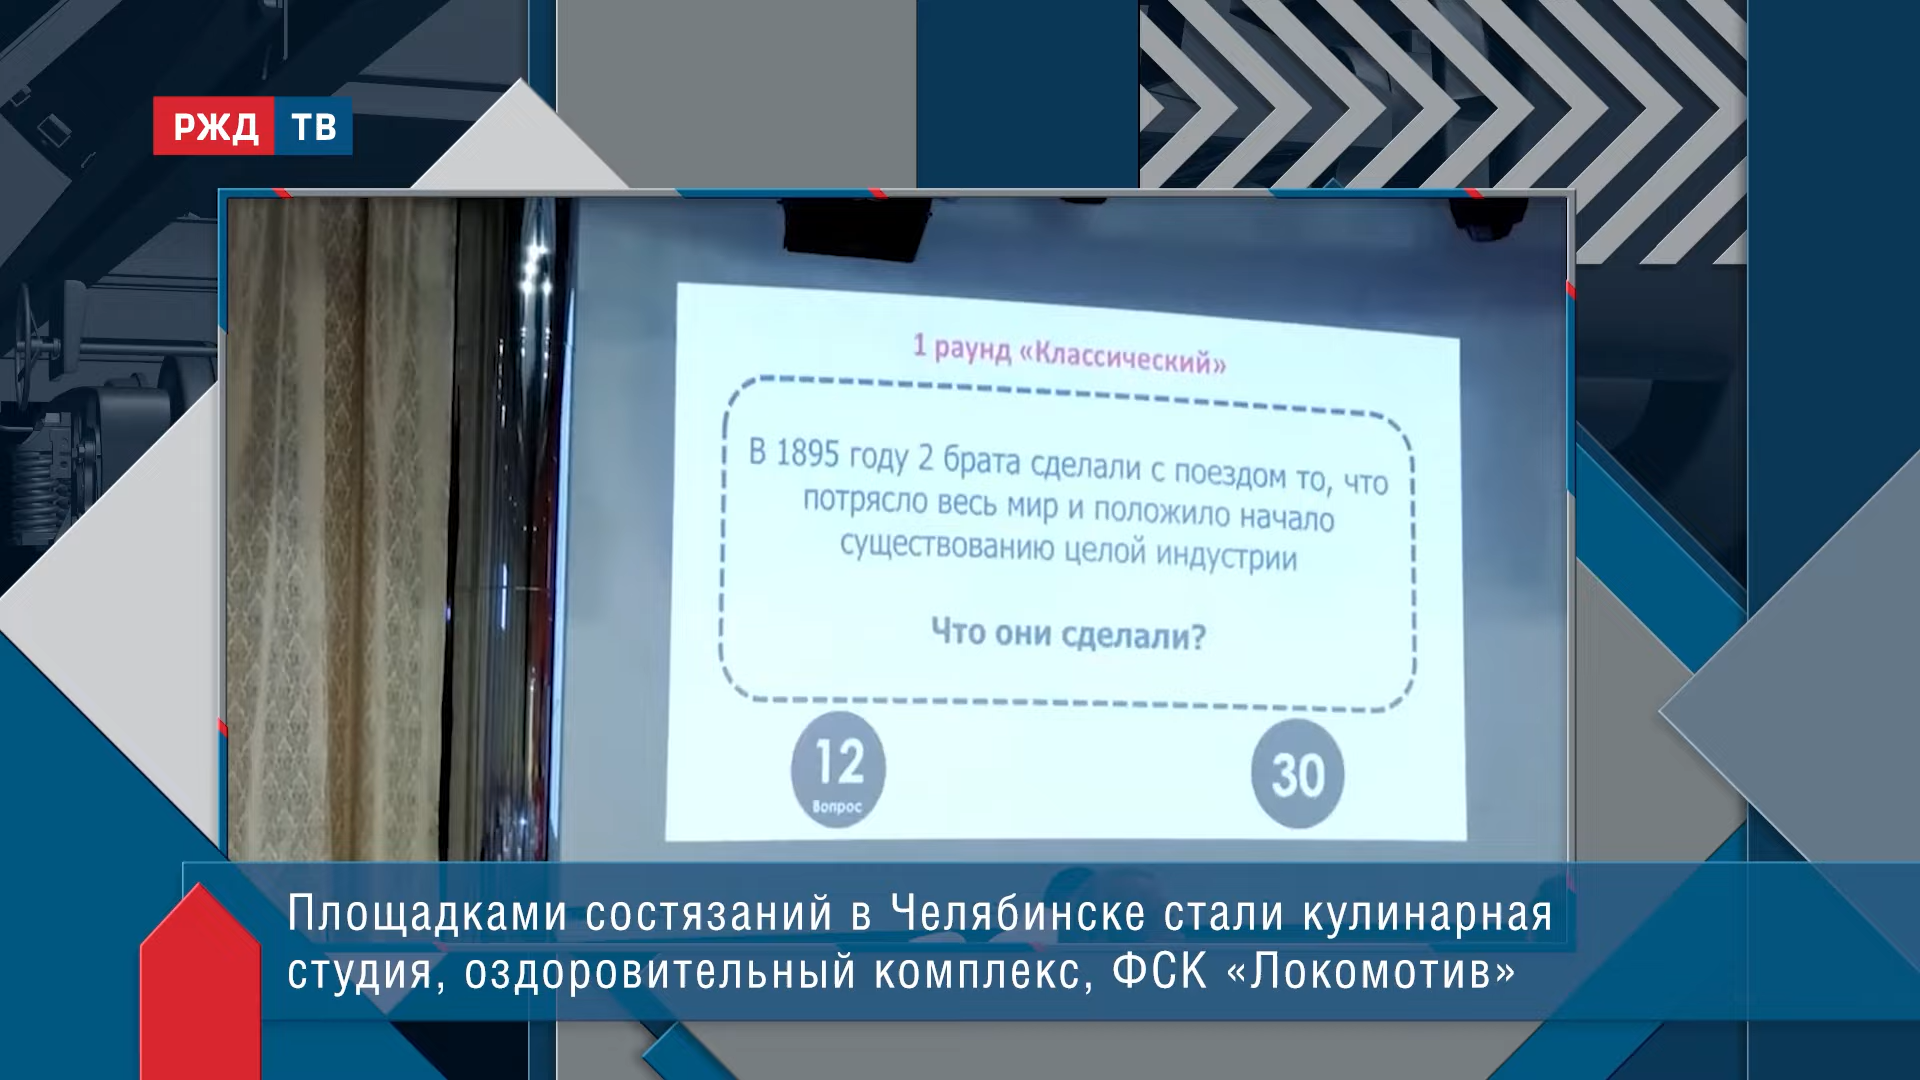 РЖД ТВ
1 раунд «Классический»
В 1895 году 2 брата сделали с поездом то, что
потрясло весь мир и положило начало
существованию целой индустрии
Что они сделали?
12
Вопрос
30
Площадками состязаний в Челябинске стали кулинарная
студия, оздоровительный комплекс, ФСК «Локомотив»